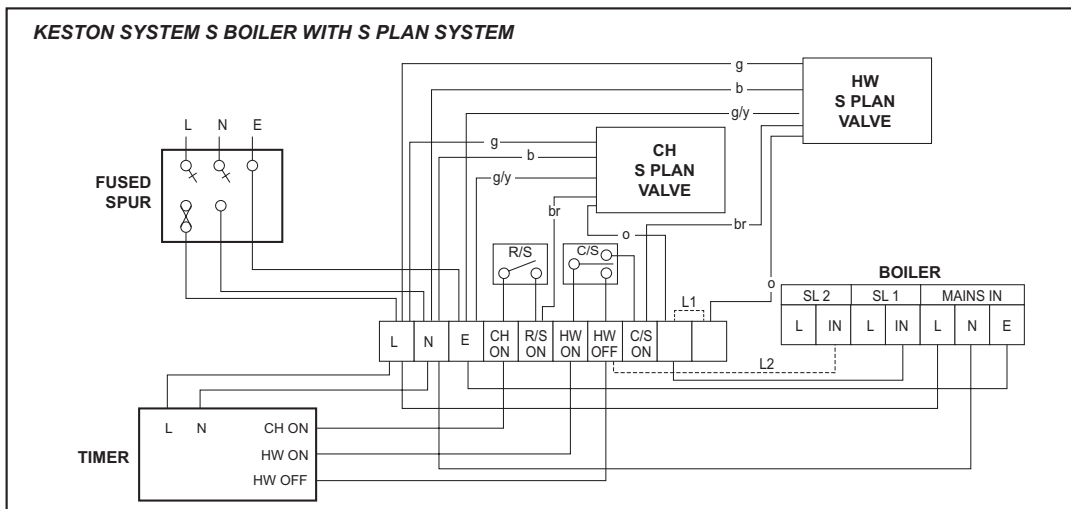 KESTON SYSTEM S BOILER WITH S PLAN SYSTEM
g
b
g/y
HW
S PLAN
VALVE
L N E
FUSED
SPUR
g
b
g/y
CH
S PLAN
VALVE
br
o
br
o
R/S
C/S
L1
BOILER
SL 2 SL 1 MAINS IN
L IN L IN L N E
L N E CH ON R/S ON HW ON HW OFF C/S ON
L2
TIMER
L N CH ON
HW ON
HW OFF